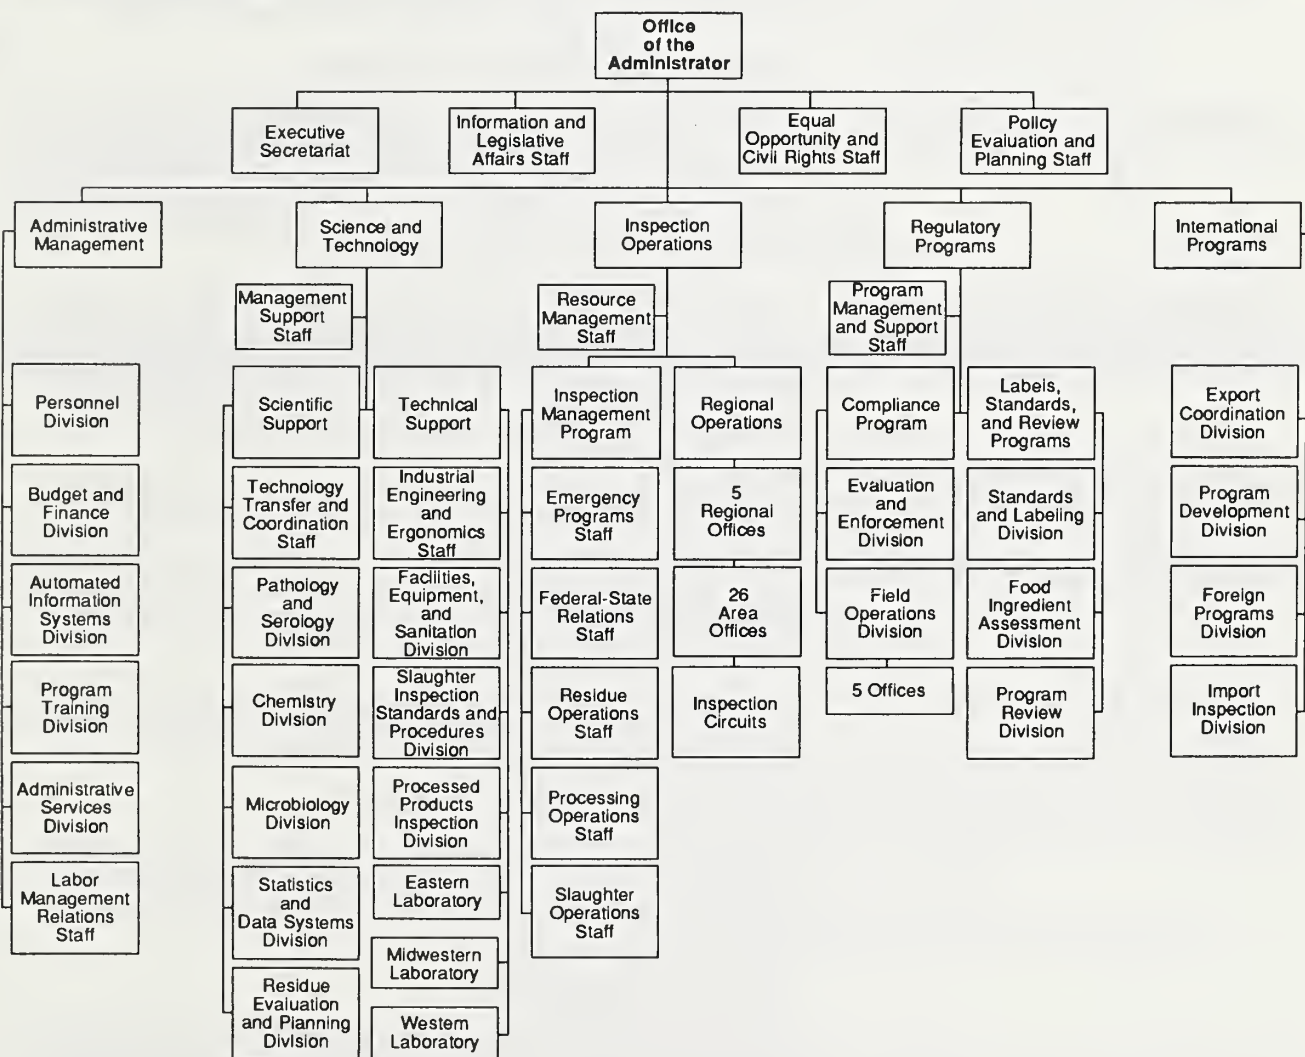 Office
of the
Administrator
Executive
Secretariat
Information and
Legislative
Affairs Staff
Equal
Opportunity and
Civil Rights Staff
Policy
Evaluation and
Planning Staff
Administrative
Management
Science and
Technology
Inspection
Operations
Regulatory
Programs
International
Programs
Management
Support
Staff
Resource
Management
Staff
Program
Management
and Support
Staff
Personnel
Division
Budget and
Finance
Division
Automated
Information
Systems
Division
Program
Training
Division
Administrative
Services
Division
Labor
Management
Relations
Staff
Scientific
Support
Technology
Transfer and
Coordination
Staff
Pathology
and
Serology
Division
Chemistry
Division
Microbiology
Division
Statistics
and
Data Systems
Division
Residue
Evaluation
and Planning
Division
Technical
Support
Industrial
Engineering
and
Ergonomics
Staff
Facilities,
Equipment,
and
Sanitation
Division
Slaughter
Inspection
Standards and
Procedures
Division
Processed
Products
Inspection
Division
Eastern
Laboratory
Midwestern
Laboratory
Western
Laboratory
Inspection
Management
Program
Emergency
Programs
Staff
Federal-State
Relations
Staff
Residue
Operations
Staff
Processing
Operations
Staff
Slaughter
Operations
Staff
Regional
Operations
5
Regional
Offices
26
Area
Offices
Inspection
Circuits
Compliance
Program
Evaluation
and
Enforcement
Division
Field
Operations
Division
5 Offices
Labels,
Standards,
and Review
Programs
Standards
and Labeling
Division
Food
Ingredient
Assessment
Division
Program
Review
Division
Export
Coordination
Division
Program
Development
Division
Foreign
Programs
Division
Import
Inspection
Division